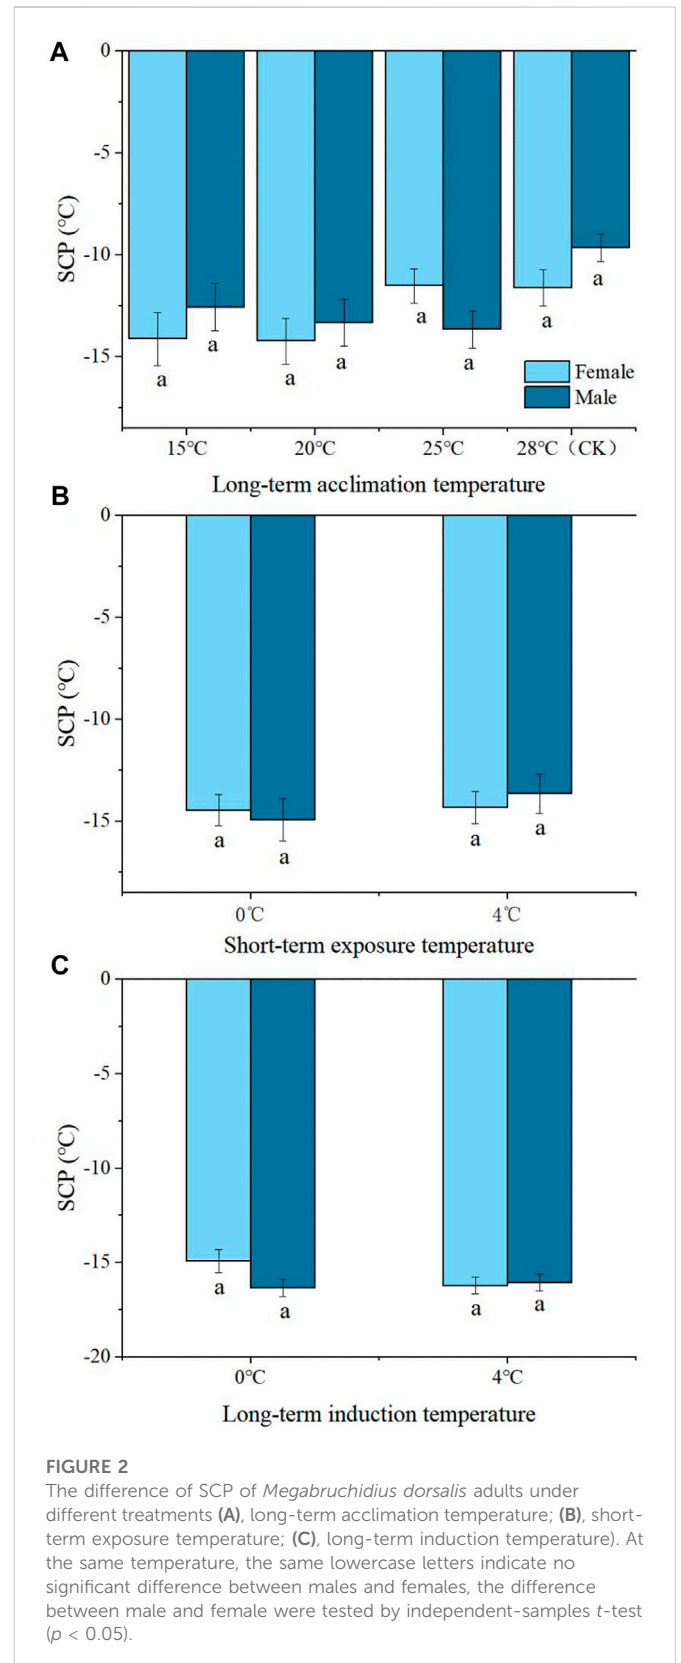 A
0
-5
-10
-15
SCP (℃)
a
a
a
a
a
a
a
a
Female
Male
15℃
20℃
25℃
28℃（CK）
Long-term acclimation temperature
B
0
-5
-10
-15
SCP (℃)
a
a
a
a
0℃
4℃
Short-term exposure temperature
C
0
-5
-10
-15
-20
SCP (℃)
a
a
a
a
0℃
4℃
Long-term induction temperature
FIGURE 2
The difference of SCP of Megabruchidius dorsalis adults under
different treatments (A), long-term acclimation temperature; (B), short-
term exposure temperature; (C), long-term induction temperature). At
the same temperature, the same lowercase letters indicate no
significant difference between males and females, the difference
between male and female were tested by independent-samples t-test
(p < 0.05).